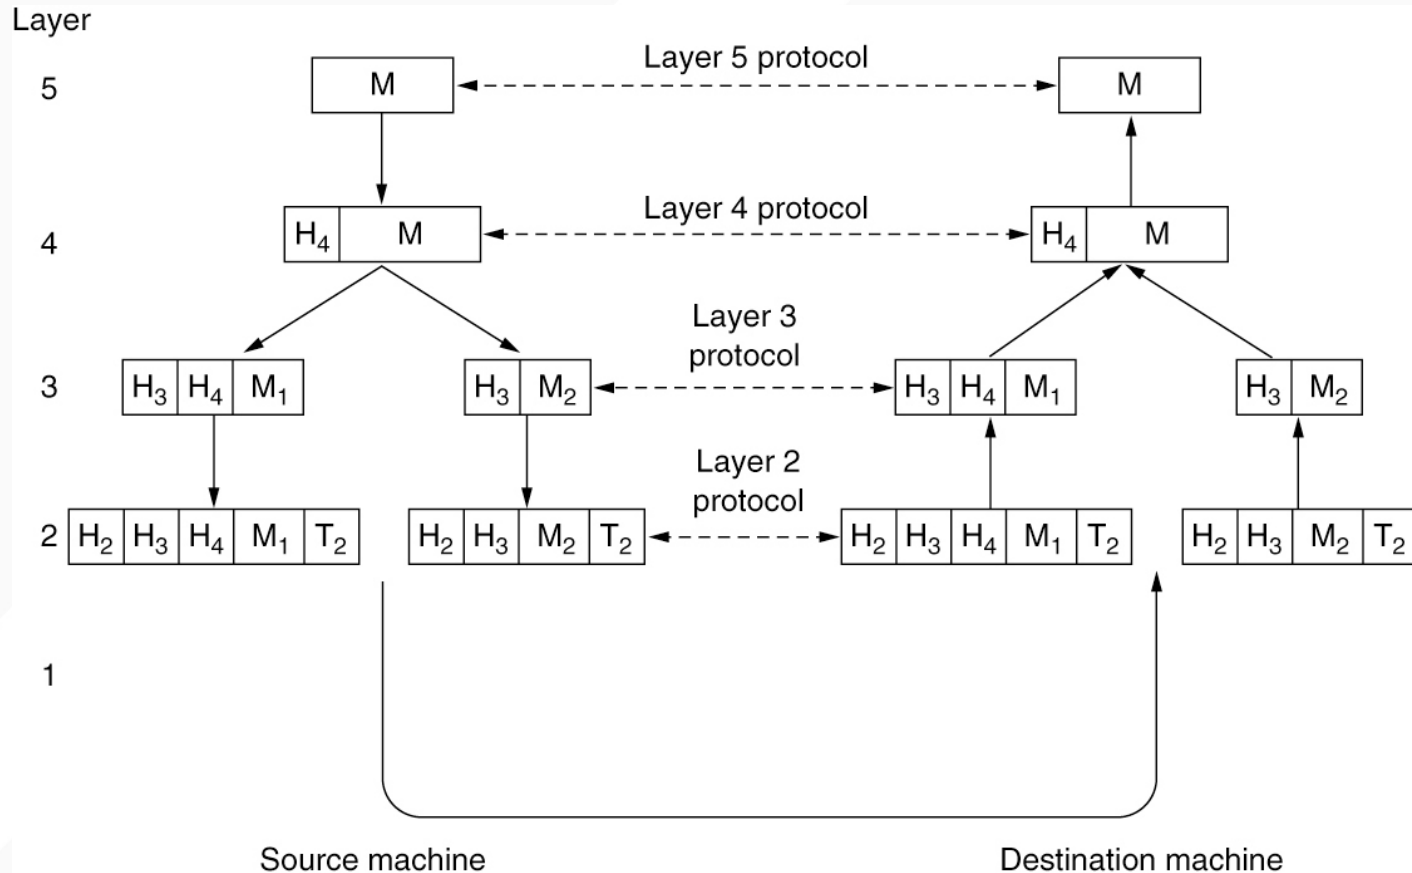 Layer
5 M Layer 5 protocol M
4 H₄ M Layer 4 protocol H₄ M
Layer 3
protocol
3 H₃ H₄ M₁ H₃ M₂ H₃ H₄ M₁ H₃ M₂
Layer 2
protocol
2 H₂ H₃ H₄ M₁ T₂ H₂ H₃ M₂ T₂ H₂ H₃ H₄ M₁ T₂ H₂ H₃ M₂ T₂
1
Source machine Destination machine